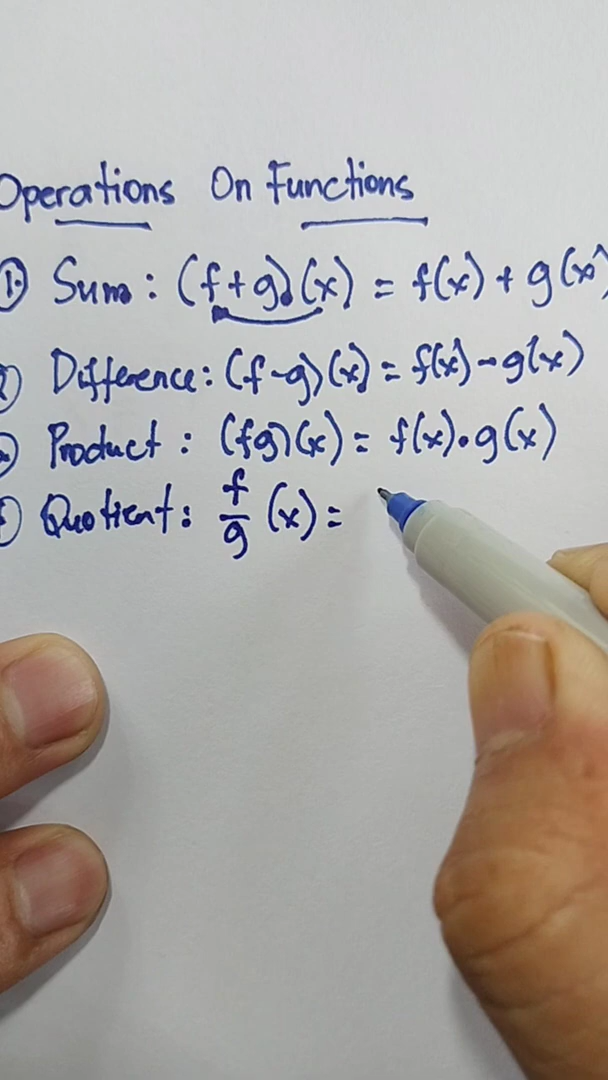 Operations On Functions
1. Sum: (f+g)(x) = f(x) + g(x)
Difference: (f-g)(x) = f(x) - g(x)
Product: (fg)(x) = f(x) • g(x)
Quotient: f/g (x) =